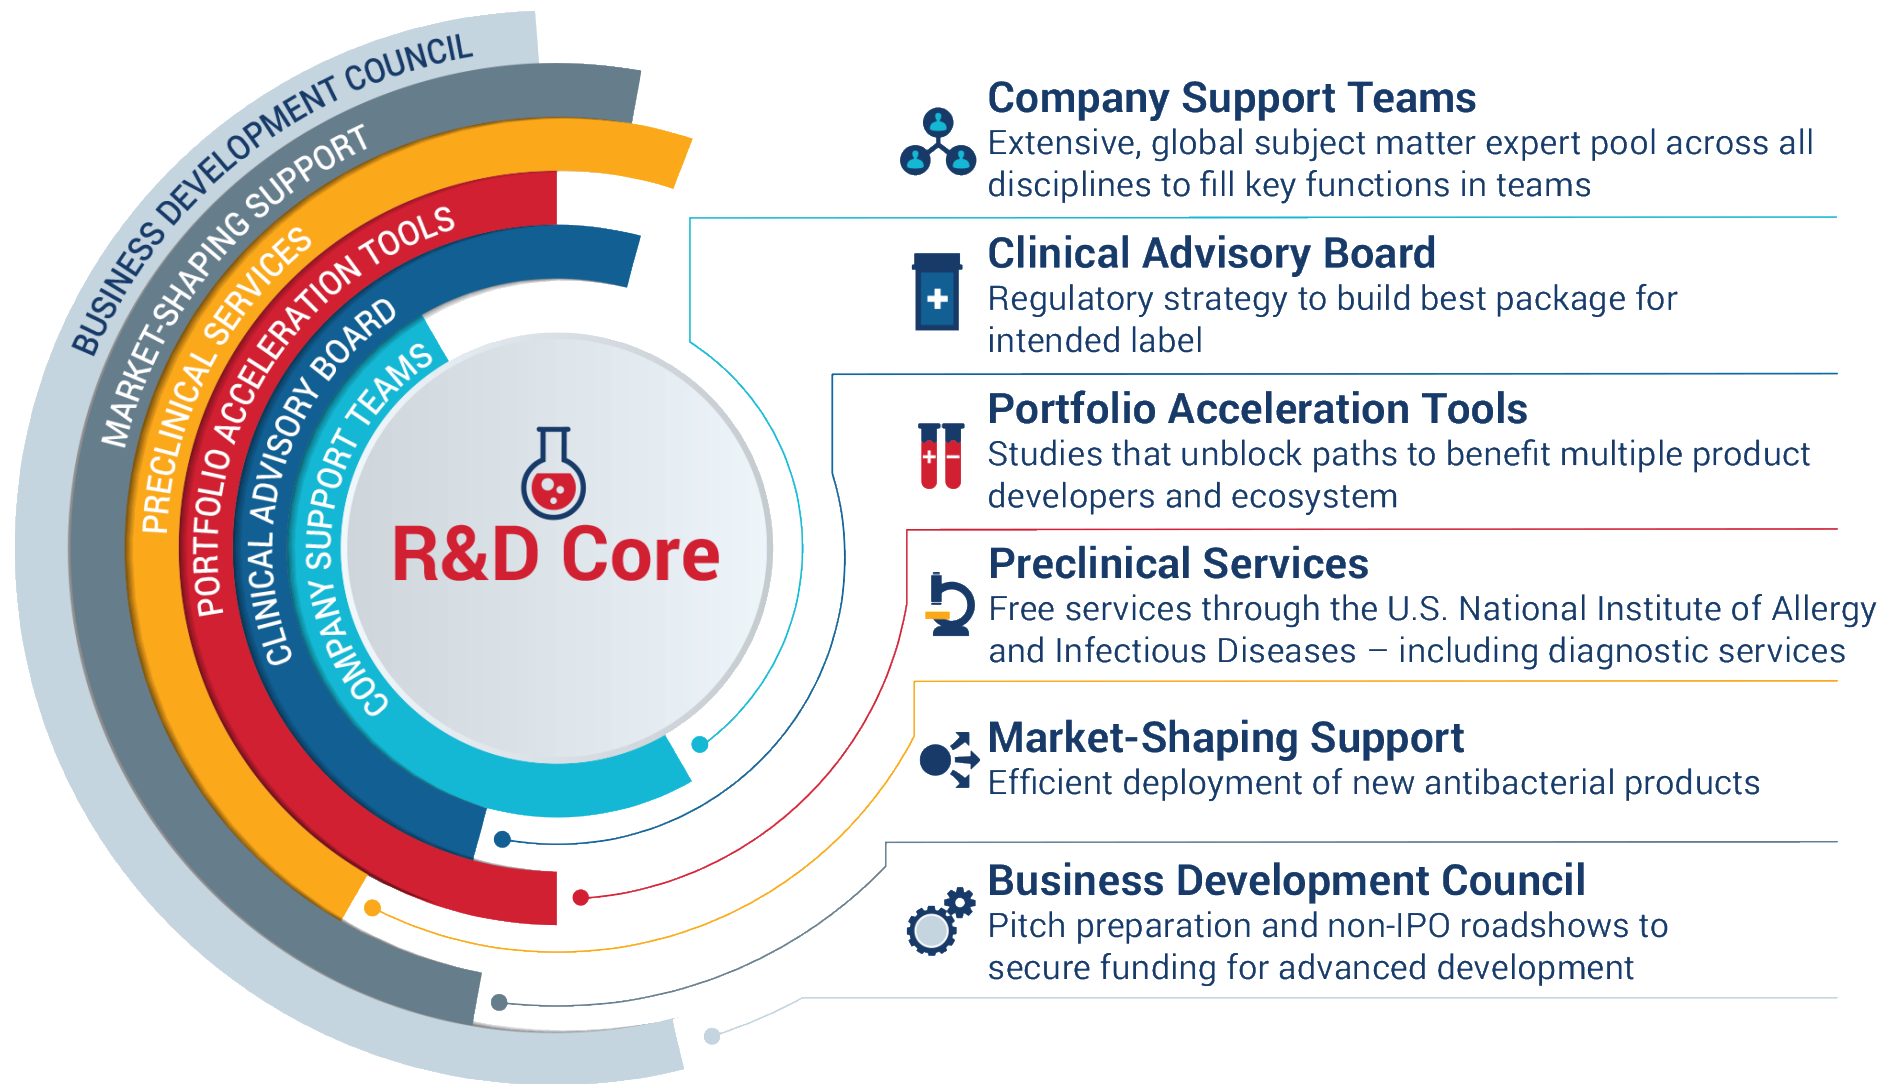 BUSINESS DEVELOPMENT COUNCIL
MARKET-SHAPING SUPPORT
PRECLINICAL SERVICES
PORTFOLIO ACCELERATION TOOLS
CLINICAL ADVISORY BOARD
COMPANY SUPPORT TEAMS
R&D Core
Company Support Teams
Extensive, global subject matter expert pool across all
disciplines to fill key functions in teams
Clinical Advisory Board
Regulatory strategy to build best package for
intended label
Portfolio Acceleration Tools
Studies that unblock paths to benefit multiple product
developers and ecosystem
Preclinical Services
Free services through the U.S. National Institute of Allergy
and Infectious Diseases – including diagnostic services
Market-Shaping Support
Efficient deployment of new antibacterial products
Business Development Council
Pitch preparation and non-IPO roadshows to
secure funding for advanced development